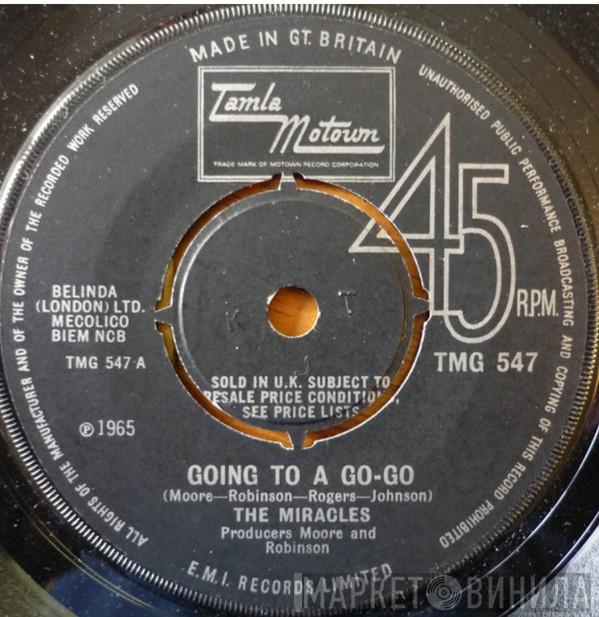 MADE IN GT. BRITAIN
Tamla
Motown
TRADE MARK OF MOTOWN RECORD CORPORATION
UNAUTHORISED PUBLIC PERFORMANCE BROADCASTING AND COPYING OF THIS RECORD PROHIBITED
ALL RIGHTS OF THE MANUFACTURER AND OF THE OWNER OF THE RECORDED WORK RESERVED
45
R.P.M.
BELINDA
(LONDON) LTD.
MECOLICO
BIEM NCB
TMG 547-A
TMG 547
K T
J
SOLD IN U.K. SUBJECT TO
RESALE PRICE CONDITIONS,
SEE PRICE LISTS
℗ 1965
GOING TO A GO-GO
(Moore—Robinson—Rogers—Johnson)
THE MIRACLES
Producers Moore and
Robinson
E.M.I. RECORDS LIMITED
МАРКЕТ ВИНИЛА